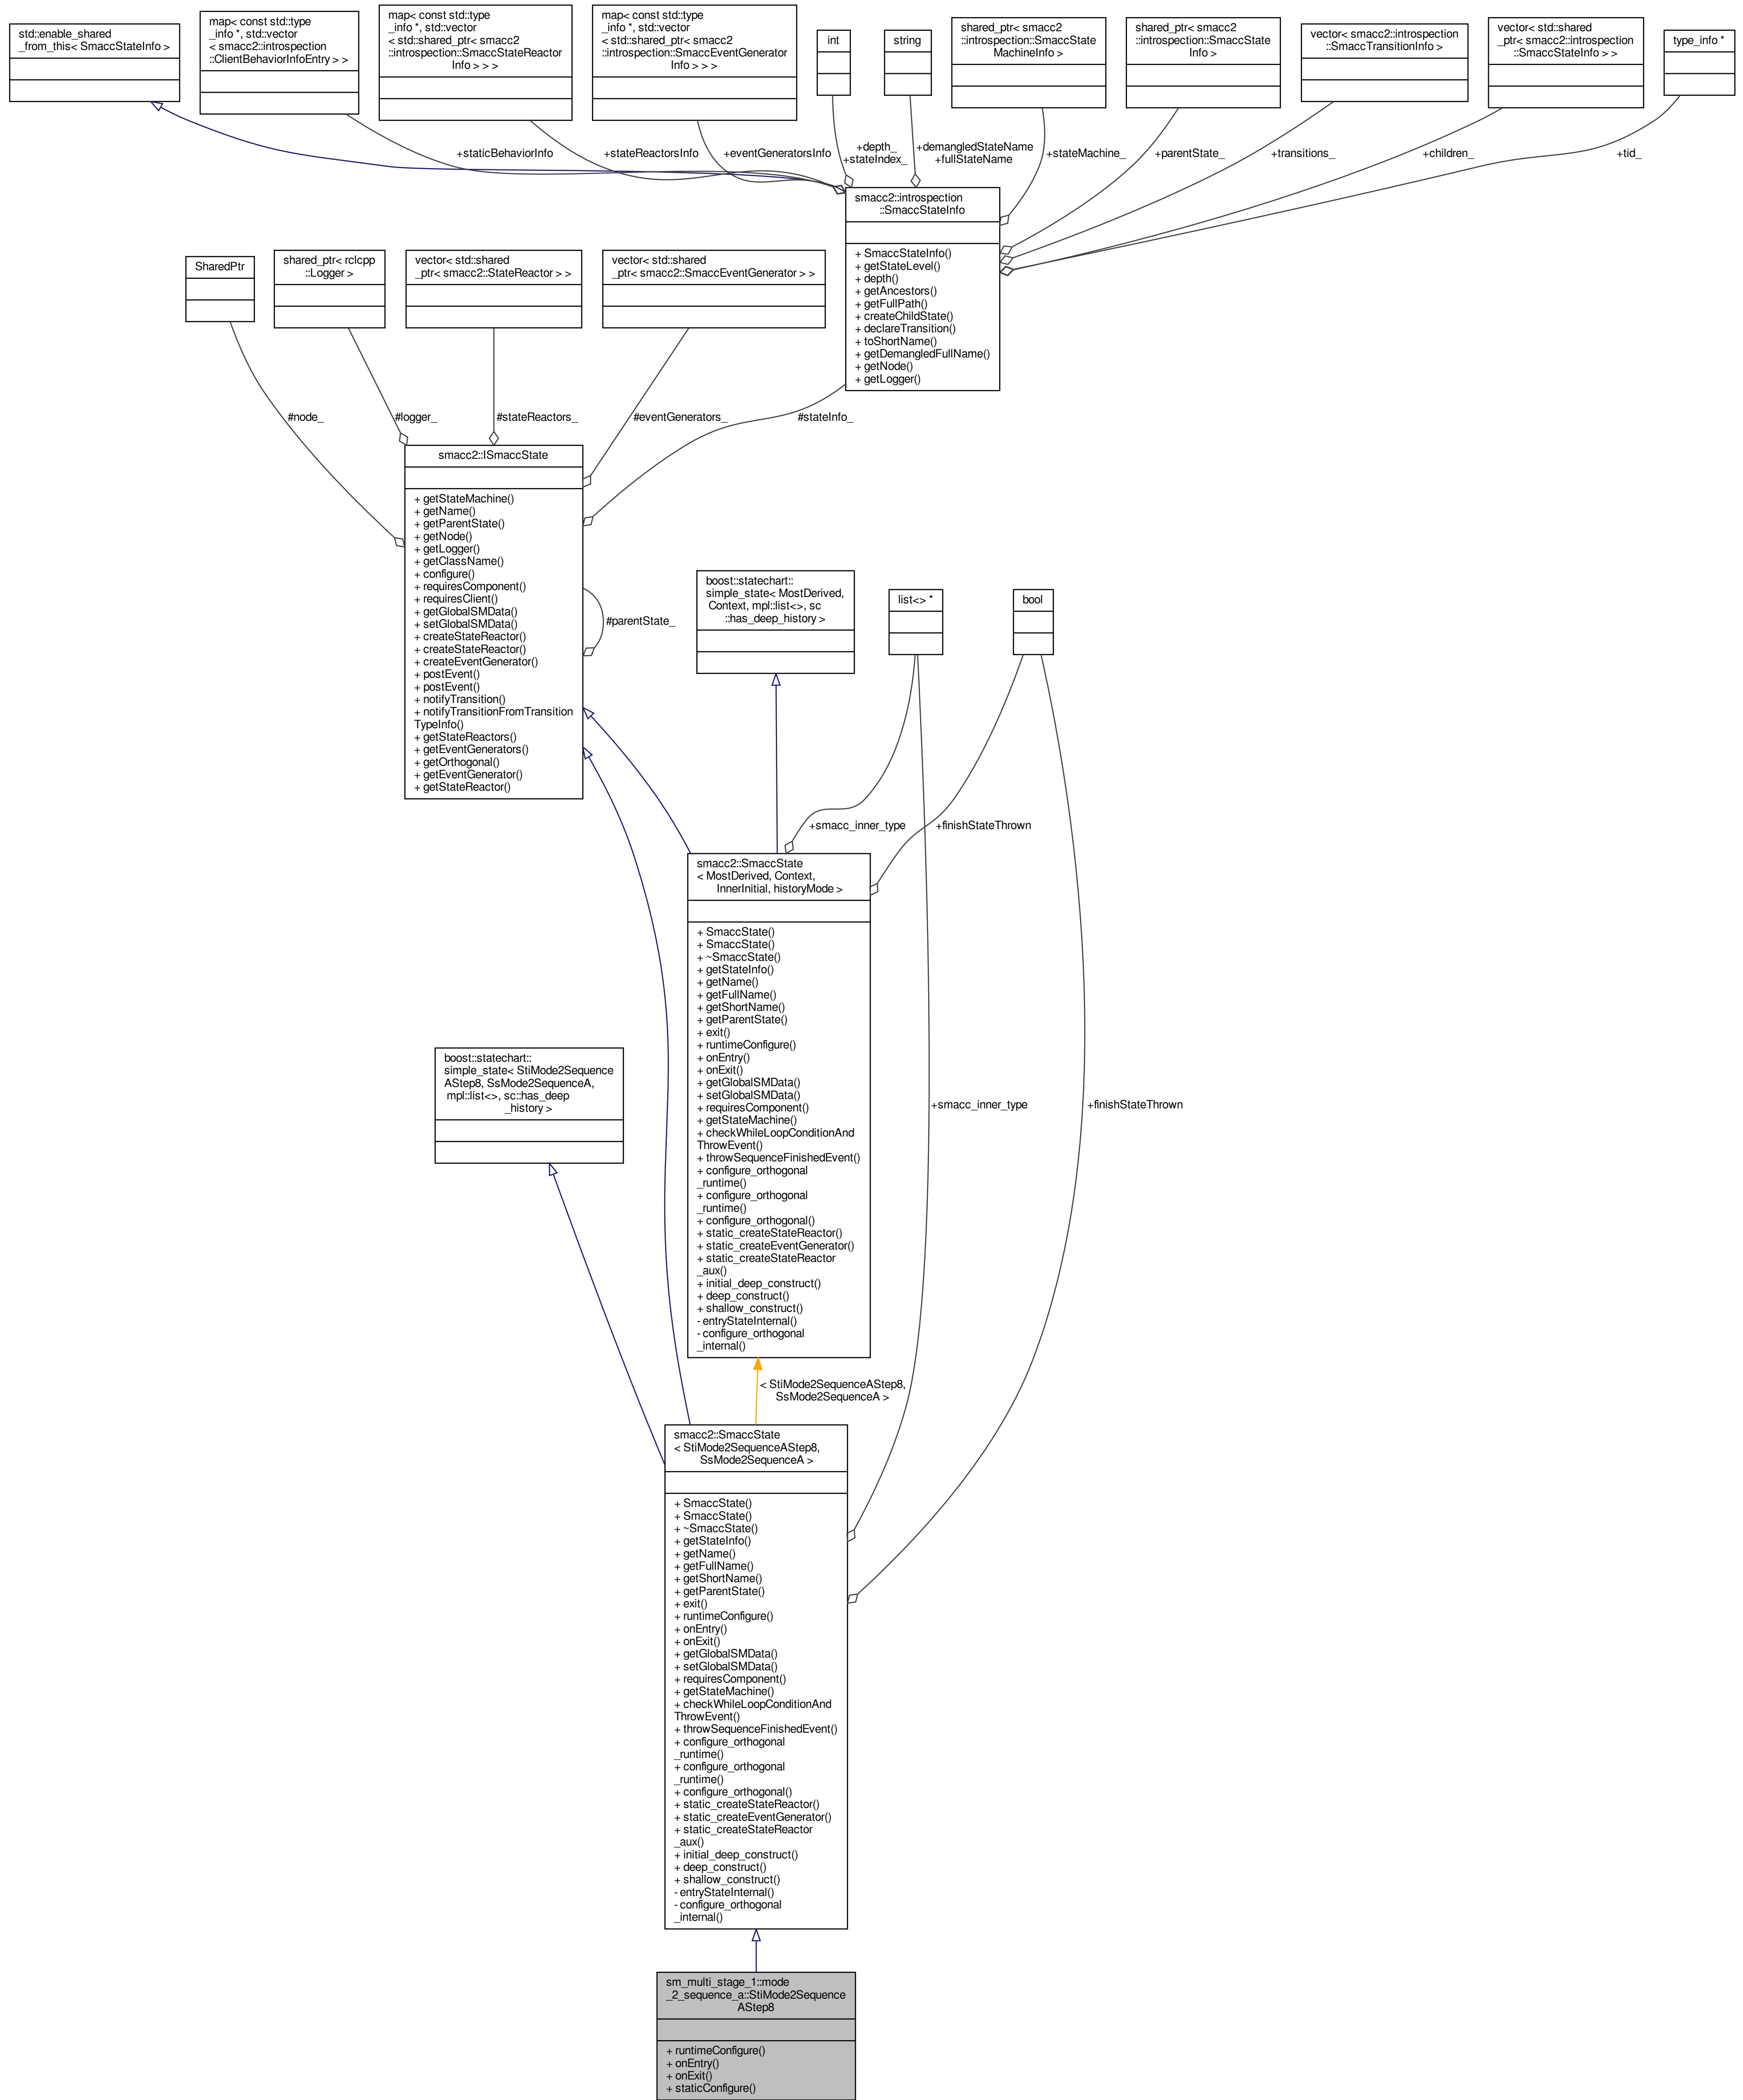 std::enable_shared
_from_this< SmaccStateInfo >
map< const std::type
_info *, std::vector
< smacc2::introspection
::ClientBehaviorInfoEntry > >
map< const std::type
_info *, std::vector
< std::shared_ptr< smacc2
::introspection::SmaccStateReactor
Info > > >
map< const std::type
_info *, std::vector
< std::shared_ptr< smacc2
::introspection::SmaccEventGenerator
Info > > >
int
string
shared_ptr< smacc2
::introspection::SmaccState
MachineInfo >
shared_ptr< smacc2
::introspection::SmaccState
Info >
vector< smacc2::introspection
::SmaccTransitionInfo >
vector< std::shared
_ptr< smacc2::introspection
::SmaccStateInfo > >
type_info *
+staticBehaviorInfo
+stateReactorsInfo
+eventGeneratorsInfo
+depth_
+stateIndex_
+demangledStateName
+fullStateName
+stateMachine_
+parentState_
+transitions_
+children_
+tid_
smacc2::introspection
::SmaccStateInfo
+ SmaccStateInfo()
+ getStateLevel()
+ depth()
+ getAncestors()
+ getFullPath()
+ createChildState()
+ declareTransition()
+ toShortName()
+ getDemangledFullName()
+ getNode()
+ getLogger()
SharedPtr
shared_ptr< rclcpp
::Logger >
vector< std::shared
_ptr< smacc2::StateReactor > >
vector< std::shared
_ptr< smacc2::SmaccEventGenerator > >
#node_
#logger_
#stateReactors_
#eventGenerators_
#stateInfo_
smacc2::ISmaccState
+ getStateMachine()
+ getName()
+ getParentState()
+ getNode()
+ getLogger()
+ getClassName()
+ configure()
+ requiresComponent()
+ requiresClient()
+ getGlobalSMData()
+ setGlobalSMData()
+ createStateReactor()
+ createStateReactor()
+ createEventGenerator()
+ postEvent()
+ postEvent()
+ notifyTransition()
+ notifyTransitionFromTransition
TypeInfo()
+ getStateReactors()
+ getEventGenerators()
+ getOrthogonal()
+ getEventGenerator()
+ getStateReactor()
#parentState_
boost::statechart::
simple_state< MostDerived,
Context, mpl::list<>, sc
::has_deep_history >
list<> *
bool
+smacc_inner_type
+finishStateThrown
smacc2::SmaccState
< MostDerived, Context,
InnerInitial, historyMode >
+ SmaccState()
+ SmaccState()
+ ~SmaccState()
+ getStateInfo()
+ getName()
+ getFullName()
+ getShortName()
+ getParentState()
+ exit()
+ runtimeConfigure()
+ onEntry()
+ onExit()
+ getGlobalSMData()
+ setGlobalSMData()
+ requiresComponent()
+ getStateMachine()
+ checkWhileLoopConditionAnd
ThrowEvent()
+ throwSequenceFinishedEvent()
+ configure_orthogonal
_runtime()
+ configure_orthogonal
_runtime()
+ configure_orthogonal()
+ static_createStateReactor()
+ static_createEventGenerator()
+ static_createStateReactor
_aux()
+ initial_deep_construct()
+ deep_construct()
+ shallow_construct()
- entryStateInternal()
- configure_orthogonal
_internal()
boost::statechart::
simple_state< StiMode2Sequence
AStep8, SsMode2SequenceA,
mpl::list<>, sc::has_deep
_history >
+smacc_inner_type
+finishStateThrown
< StiMode2SequenceAStep8,
SsMode2SequenceA >
smacc2::SmaccState
< StiMode2SequenceAStep8,
SsMode2SequenceA >
+ SmaccState()
+ SmaccState()
+ ~SmaccState()
+ getStateInfo()
+ getName()
+ getFullName()
+ getShortName()
+ getParentState()
+ exit()
+ runtimeConfigure()
+ onEntry()
+ onExit()
+ getGlobalSMData()
+ setGlobalSMData()
+ requiresComponent()
+ getStateMachine()
+ checkWhileLoopConditionAnd
ThrowEvent()
+ throwSequenceFinishedEvent()
+ configure_orthogonal
_runtime()
+ configure_orthogonal
_runtime()
+ configure_orthogonal()
+ static_createStateReactor()
+ static_createEventGenerator()
+ static_createStateReactor
_aux()
+ initial_deep_construct()
+ deep_construct()
+ shallow_construct()
- entryStateInternal()
- configure_orthogonal
_internal()
sm_multi_stage_1::mode
_2_sequence_a::StiMode2Sequence
AStep8
+ runtimeConfigure()
+ onEntry()
+ onExit()
+ staticConfigure()